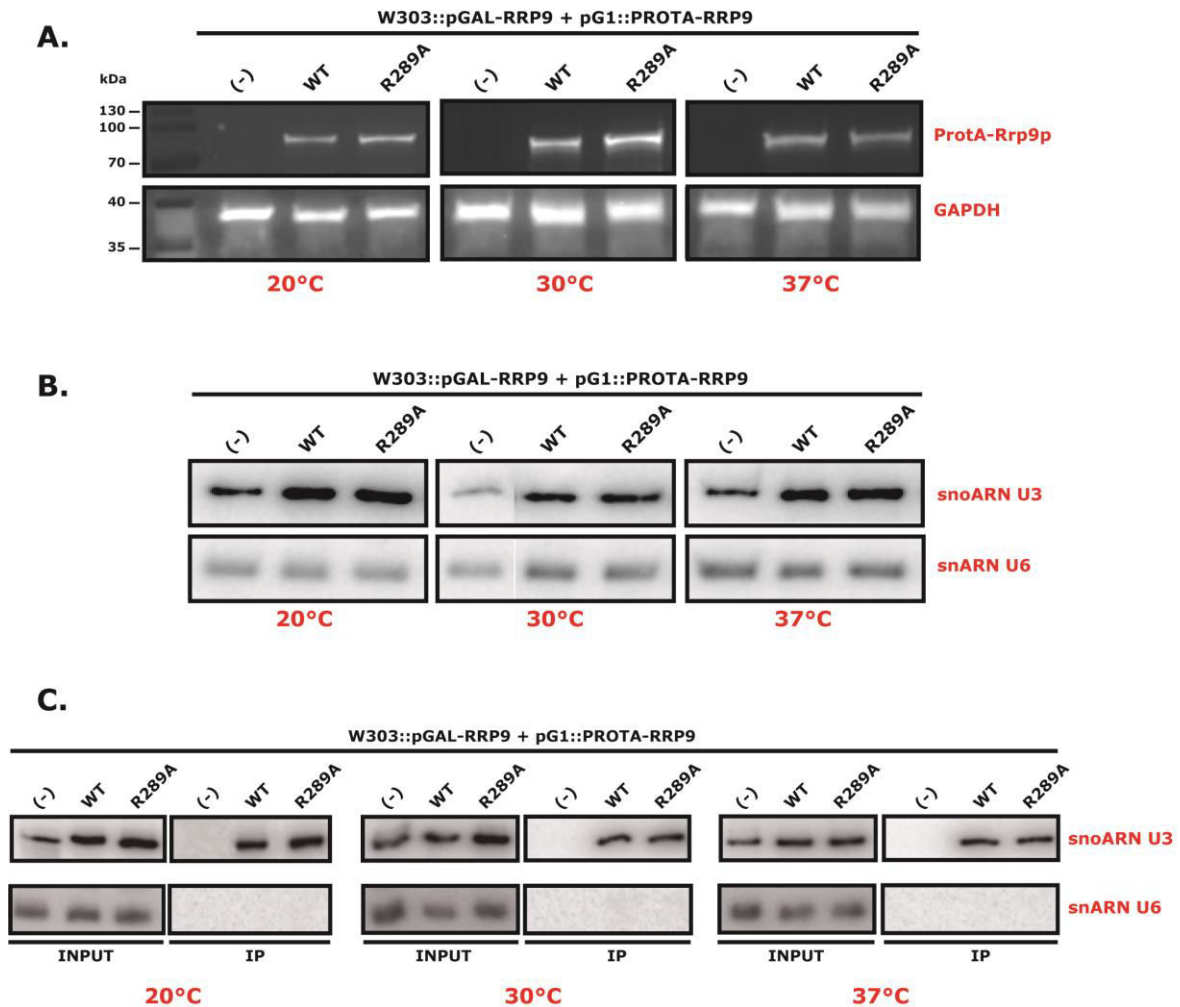 A.
W303::pGAL-RRP9 + pG1::PROTA-RRP9
kDa (-) WT R289A (-) WT R289A (-) WT R289A
130
100
70
ProtA-Rrp9p
40
35
GAPDH
20°C 30°C 37°C
B.
W303::pGAL-RRP9 + pG1::PROTA-RRP9
(-) WT R289A (-) WT R289A (-) WT R289A
snoARN U3
snARN U6
20°C 30°C 37°C
C.
W303::pGAL-RRP9 + pG1::PROTA-RRP9
(-) WT R289A (-) WT R289A (-) WT R289A (-) WT R289A (-) WT R289A (-) WT R289A
snoARN U3
snARN U6
INPUT IP INPUT IP INPUT IP
20°C 30°C 37°C